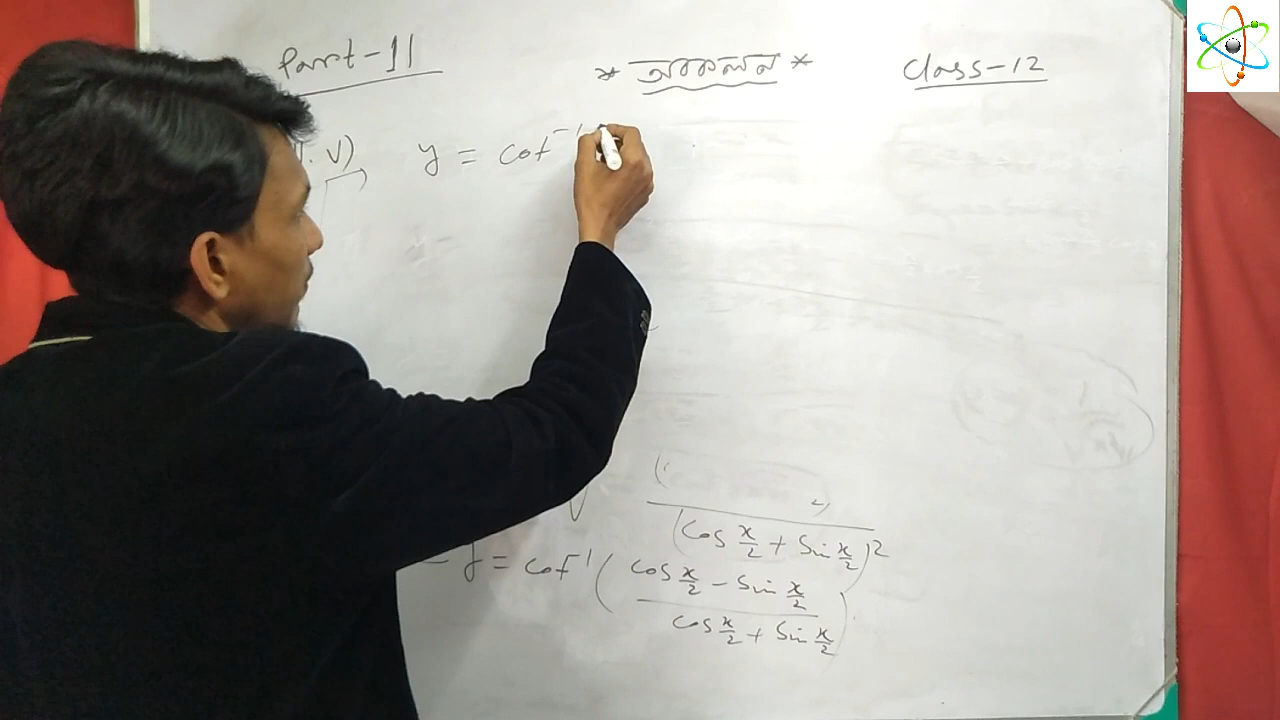 Part-11
* অবকলন *
Class-12
V) y = cot⁻¹
(cos x/2 + Sin x/2)²
y = cot⁻¹ (cos x/2 - Sin x/2 / cos x/2 + Sin x/2)